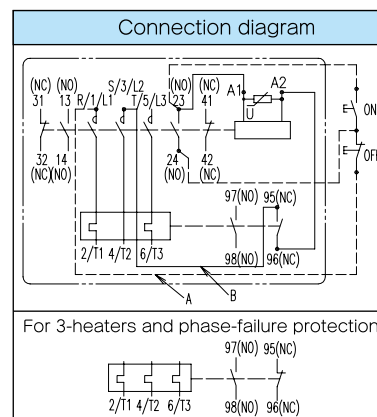 Connection diagram
(NC) (NO) S/3/L2 (NO) (NC)
31 13 R/1/L1 T/5/L3 23 41 A1 A2
U
ON
32 14 24 42
(NC) (NO) (NO) (NC)
97(NO) 95(NC)
2/T1 4/T2 6/T3 98(NO) 96(NC)
A B
For 3-heaters and phase-failure protection
97(NO) 95(NC)
2/T1 4/T2 6/T3 98(NO) 96(NC)